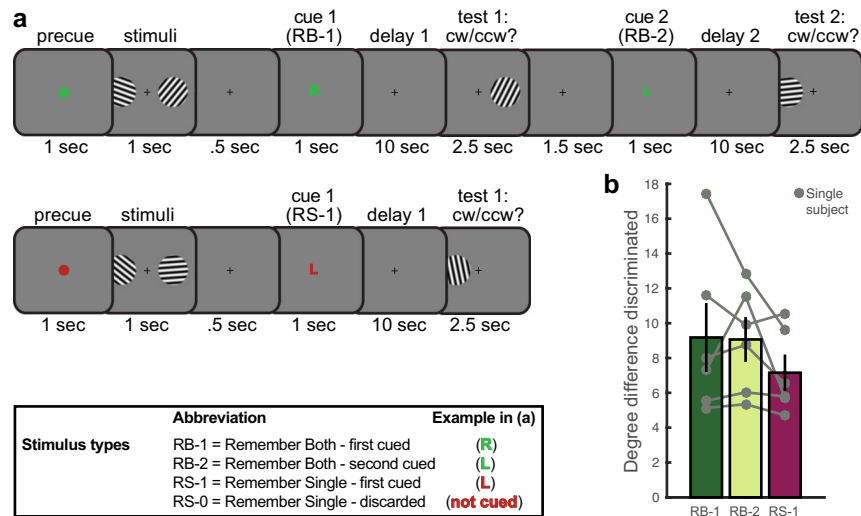 a
cue 1 test 1: cue 2 test 2:
precue stimuli (RB-1) delay 1 cw/ccw? (RB-2) delay 2 cw/ccw?
R L
1 sec 1 sec .5 sec 1 sec 10 sec 2.5 sec 1.5 sec 1 sec 10 sec 2.5 sec
cue 1 test 1:
precue stimuli (RS-1) delay 1 cw/ccw?
L
1 sec 1 sec .5 sec 1 sec 10 sec 2.5 sec
Abbreviation Example in (a)
Stimulus types RB-1 = Remember Both - first cued (R)
RB-2 = Remember Both - second cued (L)
RS-1 = Remember Single - first cued (L)
RS-0 = Remember Single - discarded (not cued)
b
Single
subject
Degree difference discriminated
18
16
14
12
10
8
6
4
2
0
RB-1 RB-2 RS-1